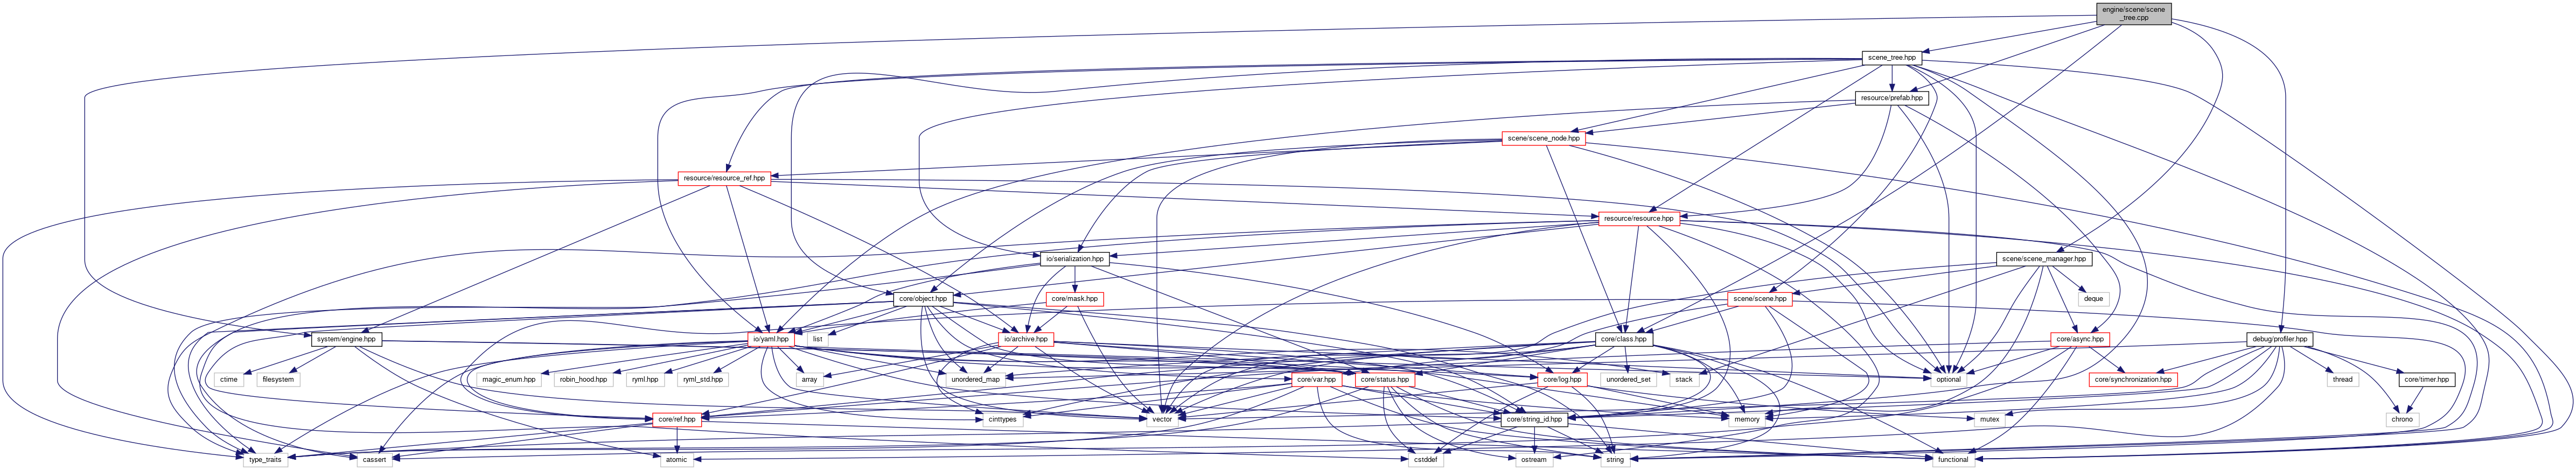 engine/scene/scene
_tree.cpp
scene_tree.hpp
resource/prefab.hpp
scene/scene_node.hpp
resource/resource_ref.hpp
resource/resource.hpp
io/serialization.hpp
scene/scene_manager.hpp
core/object.hpp
core/mask.hpp
scene/scene.hpp
deque
system/engine.hpp
io/yaml.hpp
list
io/archive.hpp
core/class.hpp
core/async.hpp
debug/profiler.hpp
ctime
filesystem
magic_enum.hpp
robin_hood.hpp
ryml.hpp
ryml_std.hpp
array
unordered_map
core/var.hpp
core/status.hpp
core/log.hpp
unordered_set
stack
optional
core/synchronization.hpp
thread
core/timer.hpp
core/ref.hpp
cinttypes
vector
core/string_id.hpp
memory
mutex
chrono
type_traits
cassert
atomic
cstddef
ostream
string
functional